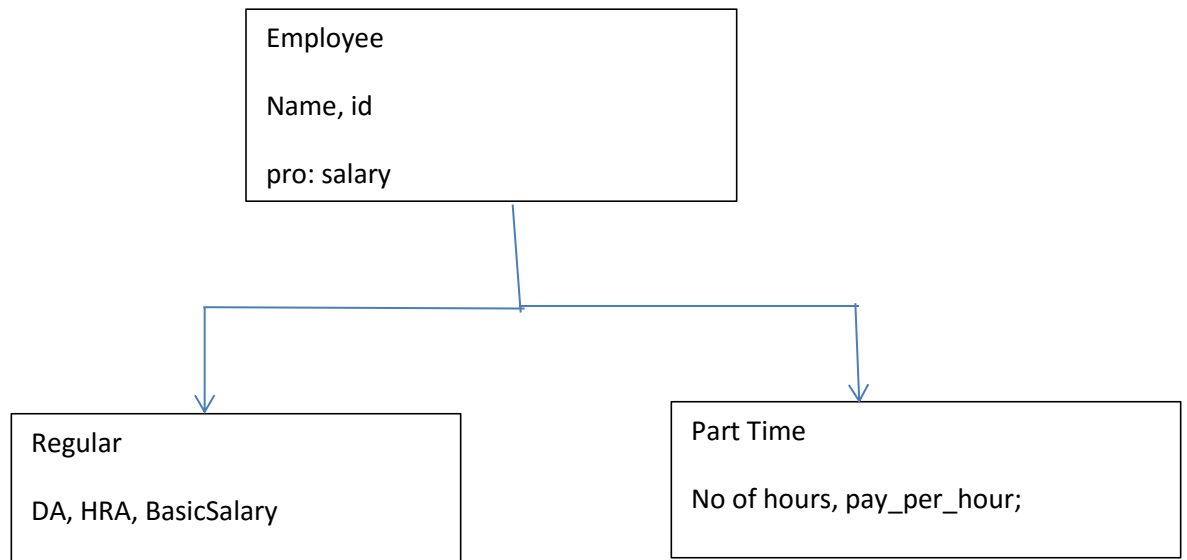 Employee
Name, id
pro: salary
Regular
DA, HRA, BasicSalary
Part Time
No of hours, pay_per_hour;